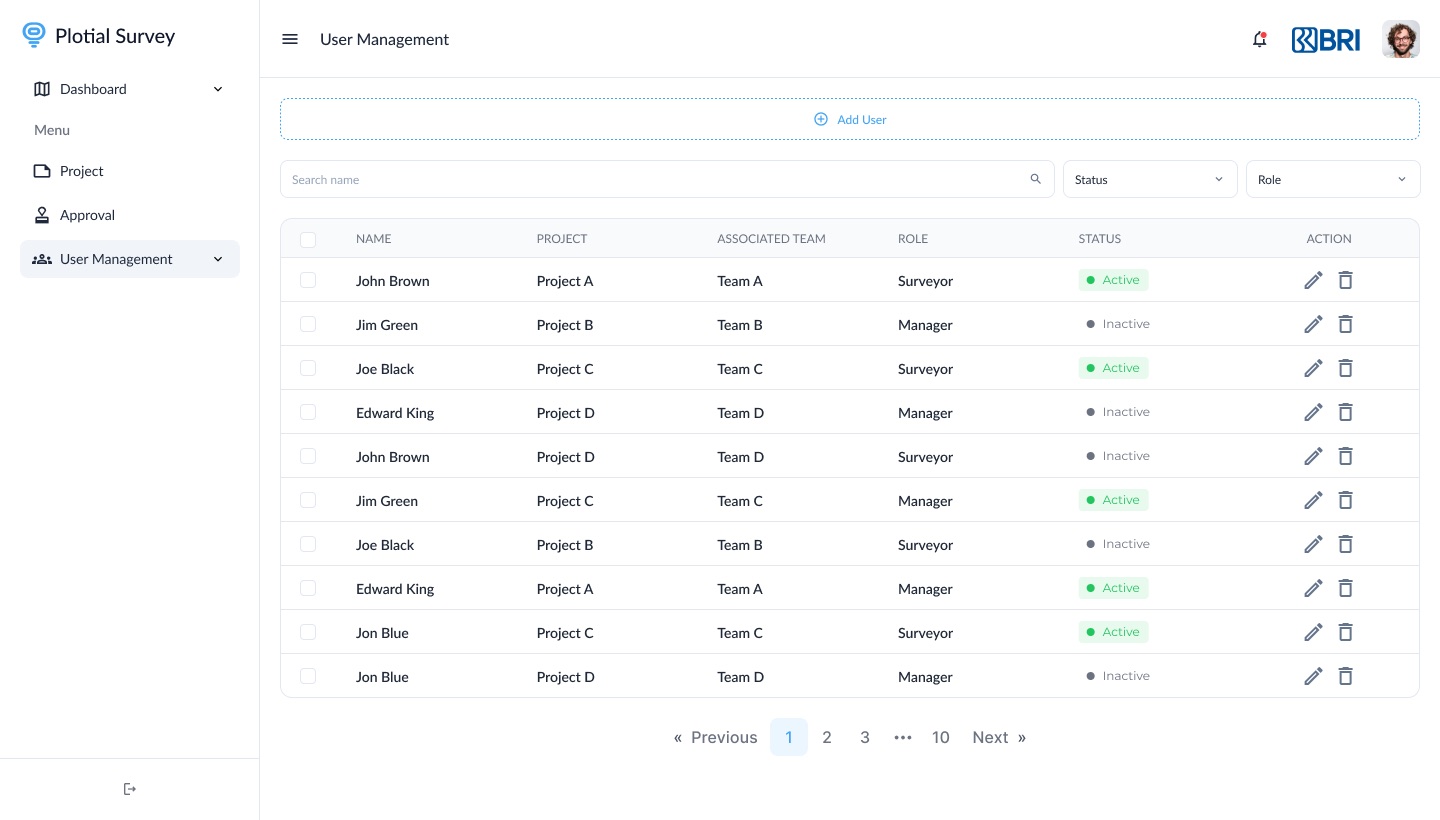 Plotial Survey
Dashboard
Menu
Project
Approval
User Management
User Management
BRI
Add User
Search name
Status
Role
NAME PROJECT ASSOCIATED TEAM ROLE STATUS ACTION
John Brown Project A Team A Surveyor Active
Jim Green Project B Team B Manager Inactive
Joe Black Project C Team C Surveyor Active
Edward King Project D Team D Manager Inactive
John Brown Project D Team D Surveyor Inactive
Jim Green Project C Team C Manager Active
Joe Black Project B Team B Surveyor Inactive
Edward King Project A Team A Manager Active
Jon Blue Project C Team C Surveyor Active
Jon Blue Project D Team D Manager Inactive
« Previous 1 2 3 ••• 10 Next »